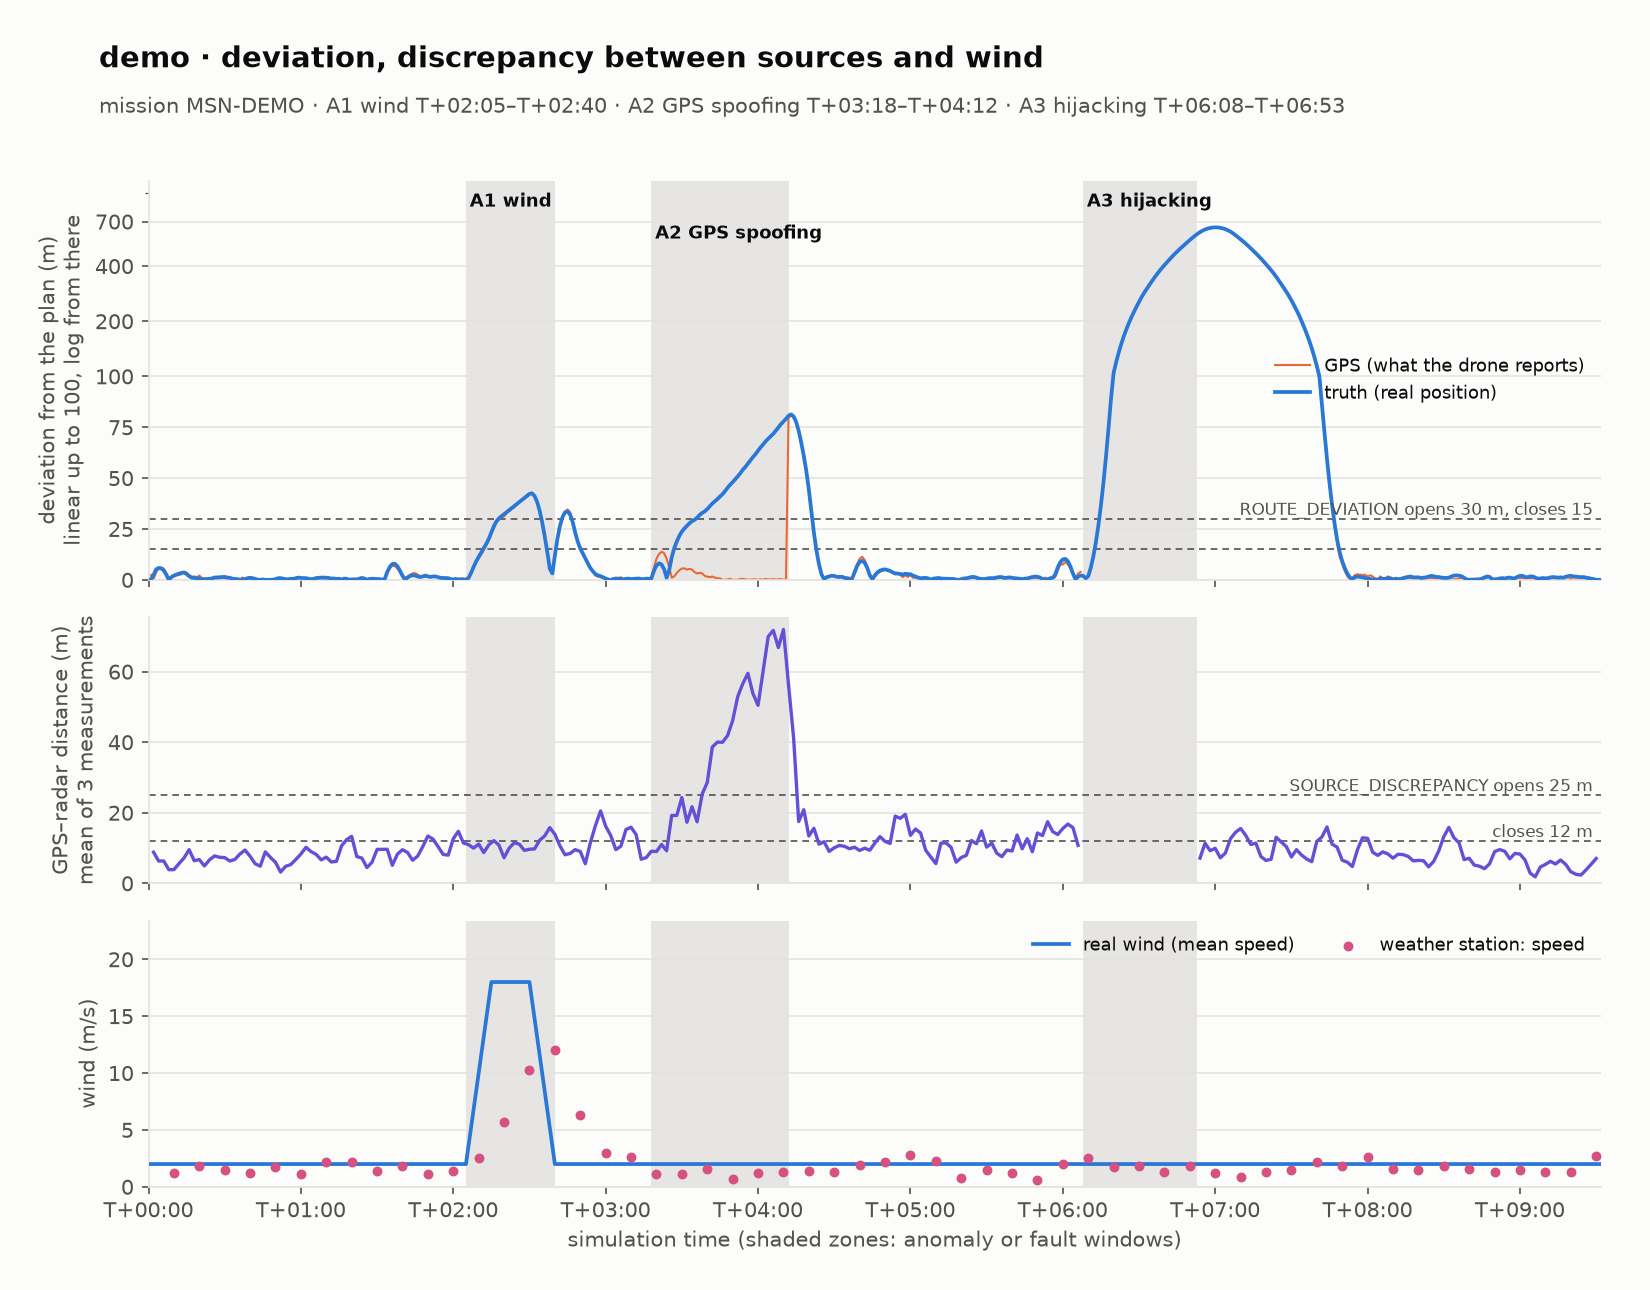 demo · deviation, discrepancy between sources and wind
mission MSN-DEMO · A1 wind T+02:05–T+02:40 · A2 GPS spoofing T+03:18–T+04:12 · A3 hijacking T+06:08–T+06:53
deviation from the plan (m)
linear up to 100, log from there
700
400
200
100
75
50
25
0
A1 wind
A2 GPS spoofing
A3 hijacking
GPS (what the drone reports)
truth (real position)
ROUTE_DEVIATION opens 30 m, closes 15
GPS–radar distance (m)
mean of 3 measurements
60
40
20
0
SOURCE_DISCREPANCY opens 25 m
closes 12 m
wind (m/s)
20
15
10
5
0
real wind (mean speed)
weather station: speed
T+00:00
T+01:00
T+02:00
T+03:00
T+04:00
T+05:00
T+06:00
T+07:00
T+08:00
T+09:00
simulation time (shaded zones: anomaly or fault windows)